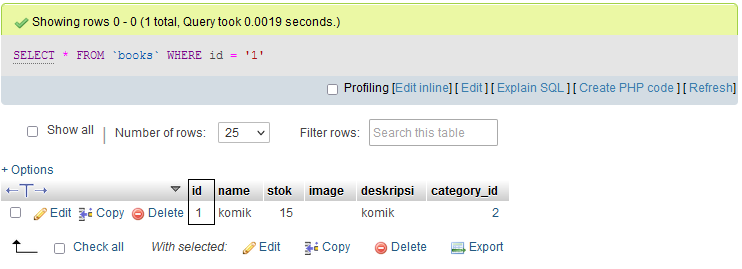 Showing rows 0 - 0 (1 total, Query took 0.0019 seconds.)
SELECT * FROM `books` WHERE id = '1'
Profiling [Edit inline] [ Edit ] [ Explain SQL ] [ Create PHP code ] [ Refresh]
Show all | Number of rows: 25 Filter rows: Search this table
+ Options
←T→ ▼ id name stok image deskripsi category_id
Edit Copy Delete 1 komik 15 komik 2
Check all With selected: Edit Copy Delete Export